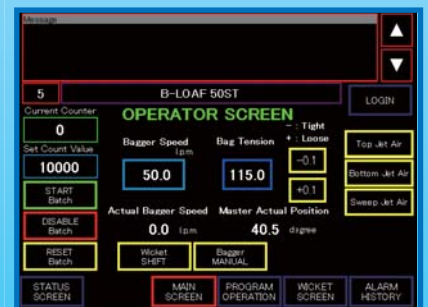 Message
▲
▼
5 B-LOAF 50ST
LOGIN
OPERATOR SCREEN
Current Counter
0
Set Count Value
10000
START
Batch
DISABLE
Batch
RESET
Batch
Bagger Speed
lpm
50.0
Bag Tension
115.0
- : Tight
+ : Loose
-0.1
+0.1
Top Jet Air
Bottom Jet Air
Sweep Jet Air
Actual Bagger Speed
0.0 lpm
Master Actual Position
40.5 digree
Wicket
SHIFT
Bagger
MANUAL
STATUS
SCREEN
MAIN
SCREEN
PROGRAM
OPERATION
WICKET
SCREEN
ALARM
HISTORY